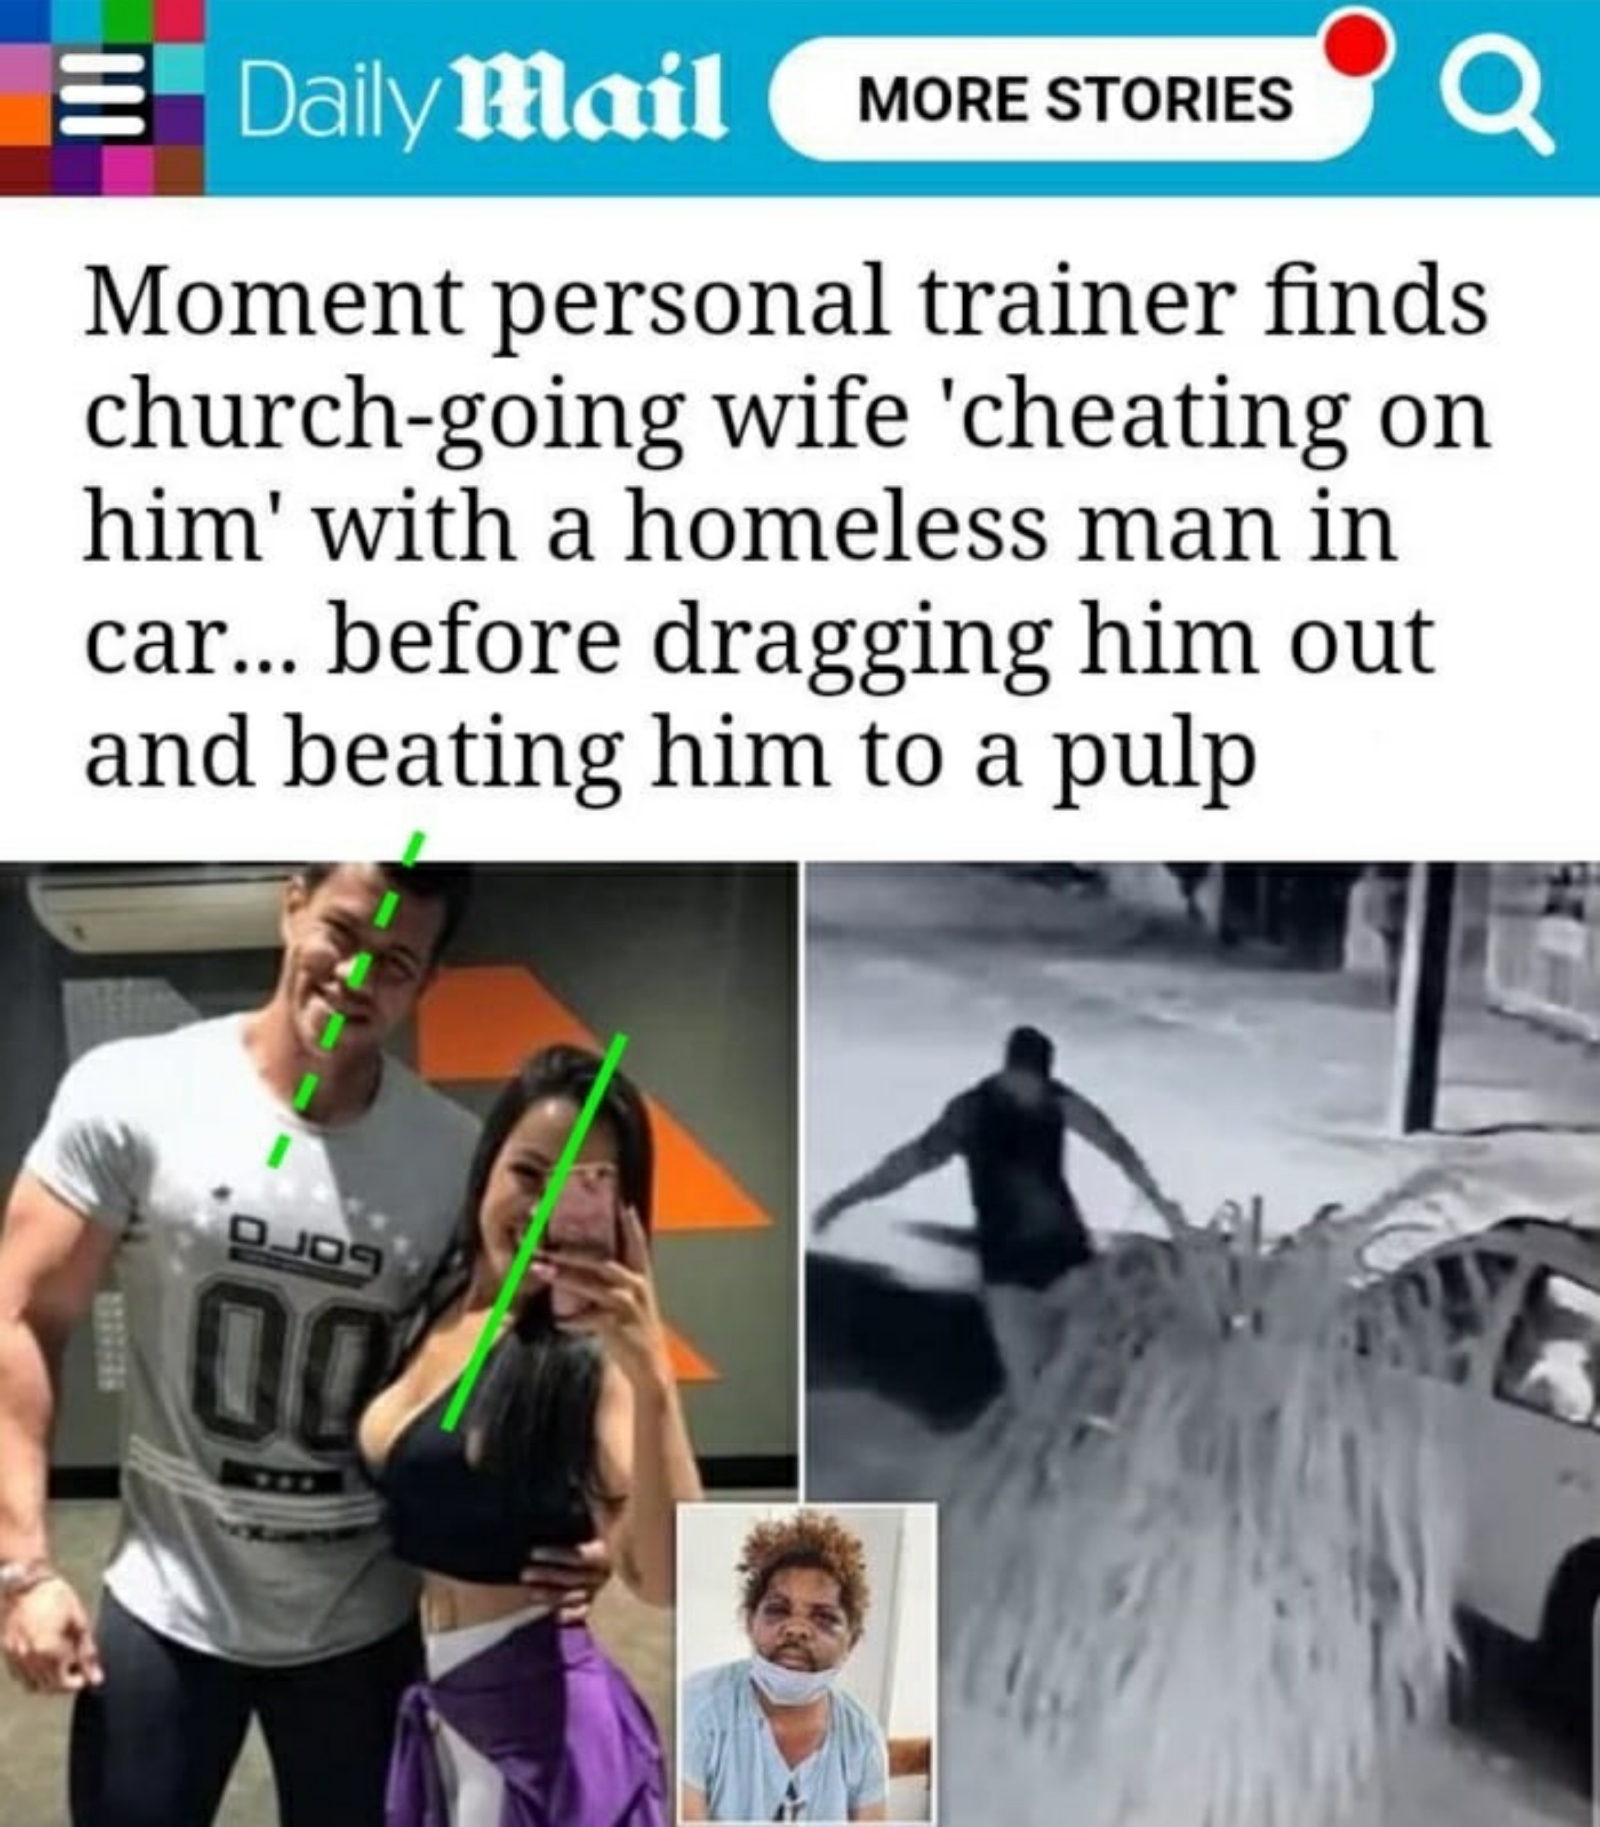 Daily Mail
MORE STORIES
Moment personal trainer finds
church-going wife 'cheating on
him' with a homeless man in
car... before dragging him out
and beating him to a pulp
POLO
00